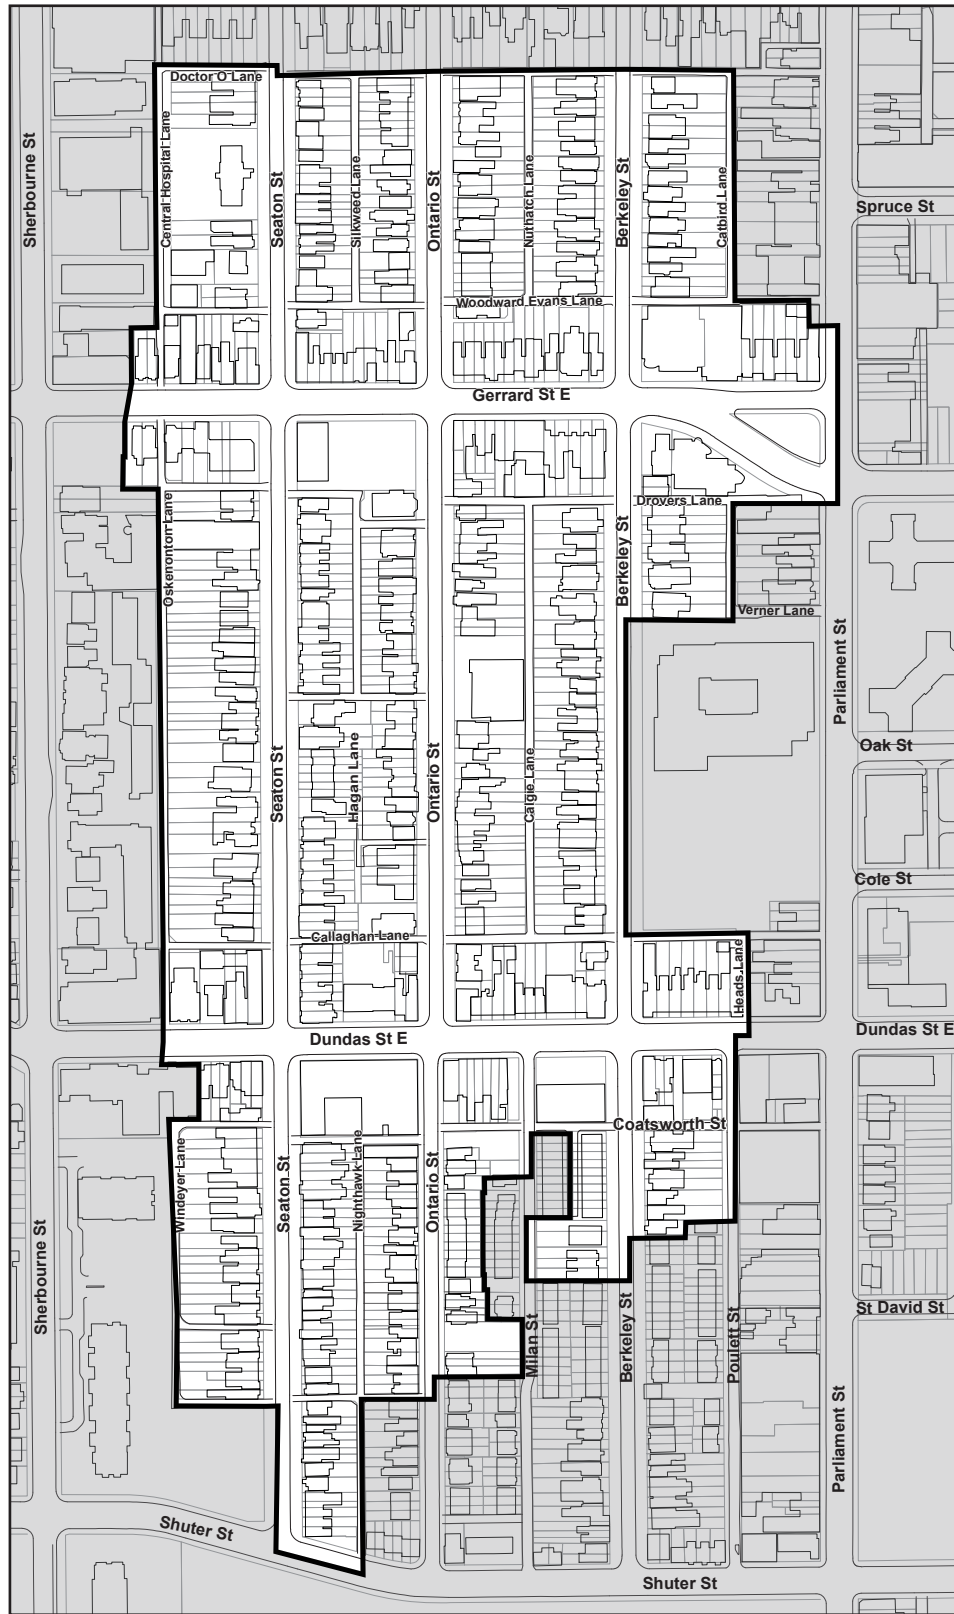 Doctor O Lane
Sherbourne St
Central Hospital Lane
Seaton St
Silkweed Lane
Ontario St
Nuthatch Lane
Berkeley St
Catbird Lane
Spruce St
Woodward Evans Lane
Gerrard St E
Oskenonton Lane
Drovers Lane
Berkeley St
Verner Lane
Parliament St
Oak St
Seaton St
Hagan Lane
Ontario St
Calgie Lane
Cole St
Callaghan Lane
Heads Lane
Dundas St E
Dundas St E
Coatsworth St
Windeyer Lane
Seaton St
Nighthawk Lane
Ontario St
Sherbourne St
St David St
Milan St
Berkeley St
Poulett St
Parliament St
Shuter St
Shuter St